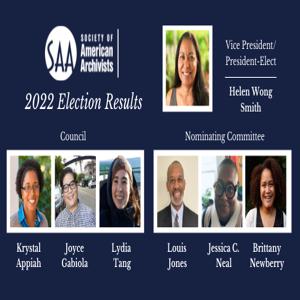 SAA
SOCIETY OF
American
Archivists
2022 Election Results
Vice President/
President-Elect
Helen Wong
Smith
Council
Krystal
Appiah
Joyce
Gabiola
Lydia
Tang
Nominating Committee
Louis
Jones
Jessica C.
Neal
Brittany
Newberry